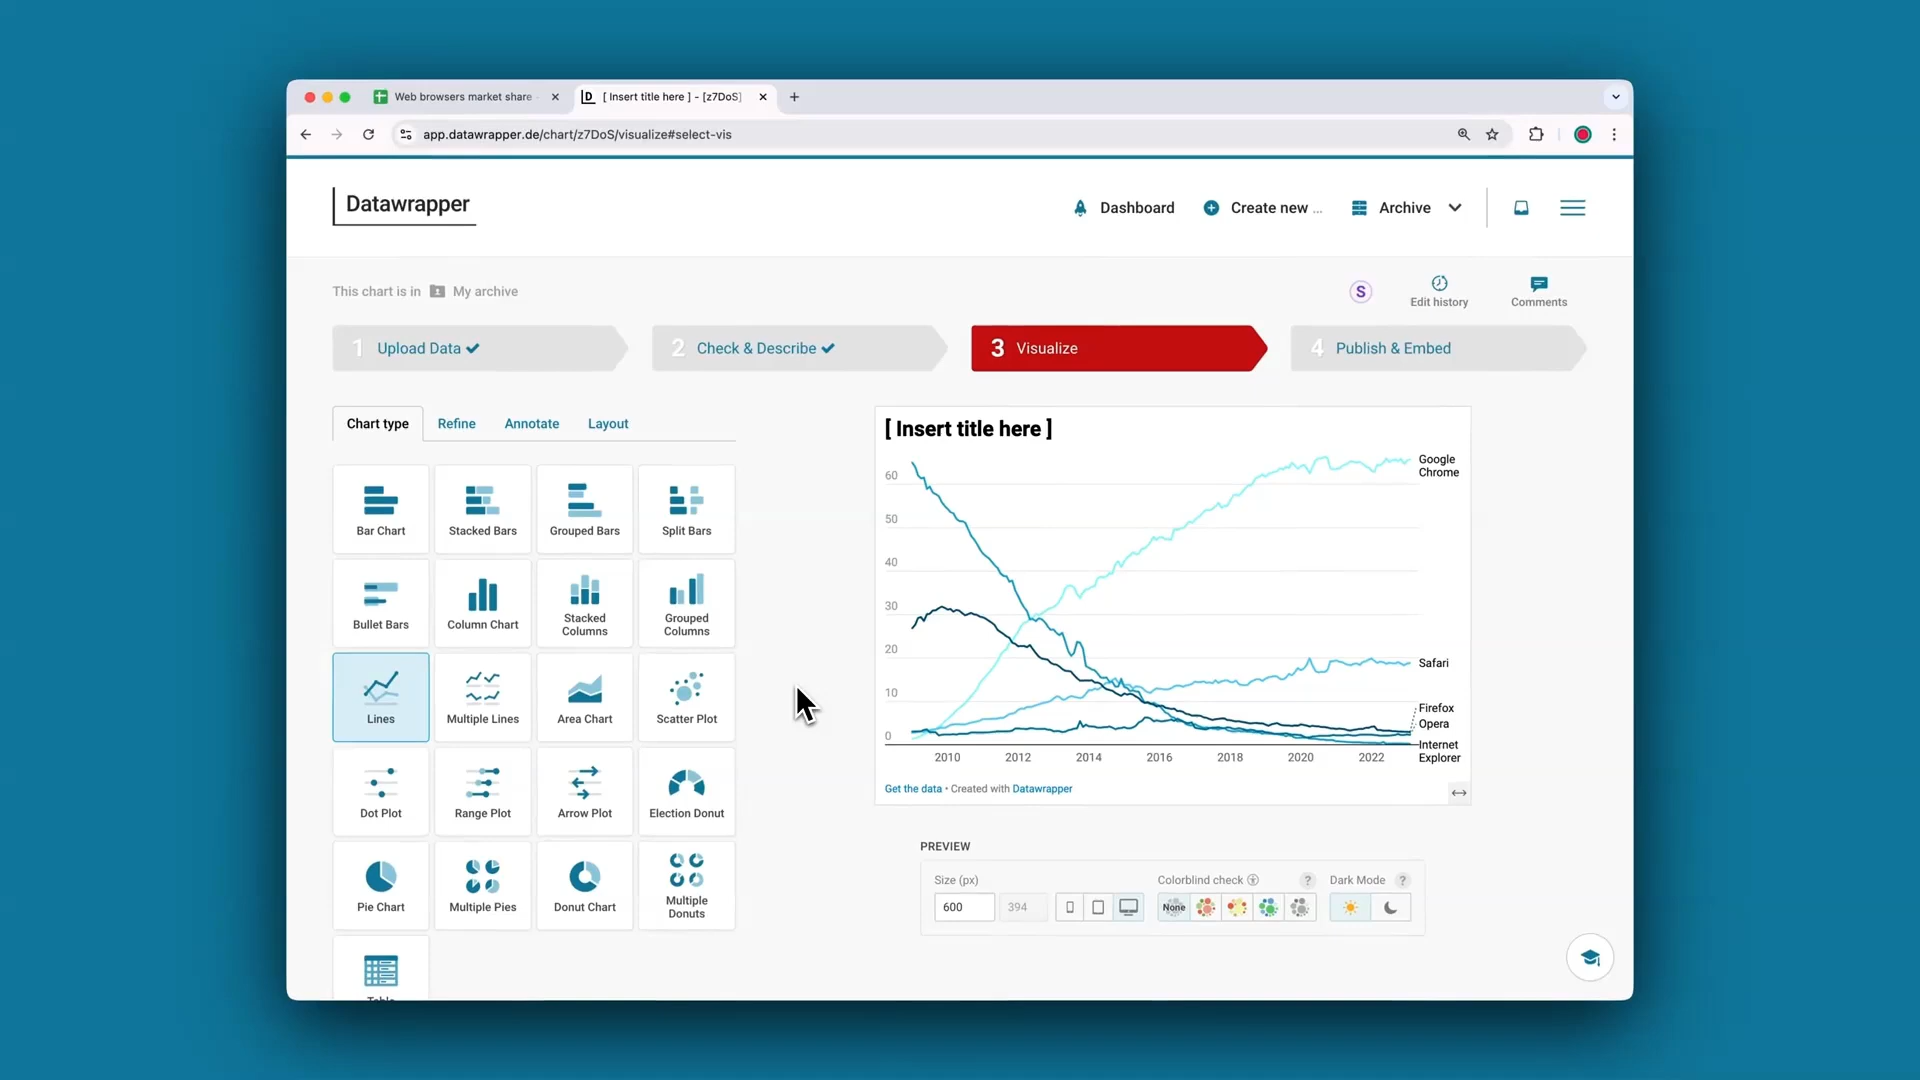 Web browsers market share -
[ Insert title here ] - [z7DoS]
app.datawrapper.de/chart/z7DoS/visualize#select-vis
Datawrapper
Dashboard
Create new ...
Archive
This chart is in My archive
S
Edit history
Comments
1 Upload Data
2 Check & Describe
3 Visualize
4 Publish & Embed
Chart type
Refine
Annotate
Layout
Bar Chart
Stacked Bars
Grouped Bars
Split Bars
Bullet Bars
Column Chart
Stacked
Columns
Grouped
Columns
Lines
Multiple Lines
Area Chart
Scatter Plot
Dot Plot
Range Plot
Arrow Plot
Election Donut
Pie Chart
Multiple Pies
Donut Chart
Multiple
Donuts
Table
[ Insert title here ]
60
50
40
30
20
10
0
2010
2012
2014
2016
2018
2020
2022
Google
Chrome
Safari
Firefox
Opera
Internet
Explorer
Get the data • Created with Datawrapper
PREVIEW
Size (px)
600
394
Colorblind check
?
None
Dark Mode
?